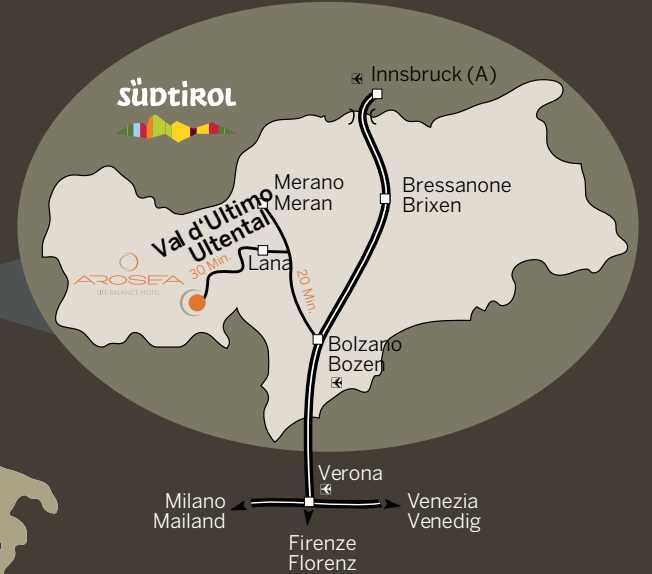 Innsbruck (A)
SÜDTIROL
Merano
Meran
Bressanone
Brixen
Val d'Ultimo
Ultental
30 Min.
Lana
AROSEA
LIFE BALANCE HOTEL
20 Min.
Bolzano
Bozen
Verona
Milano
Mailand
Venezia
Venedig
Firenze
Florenz